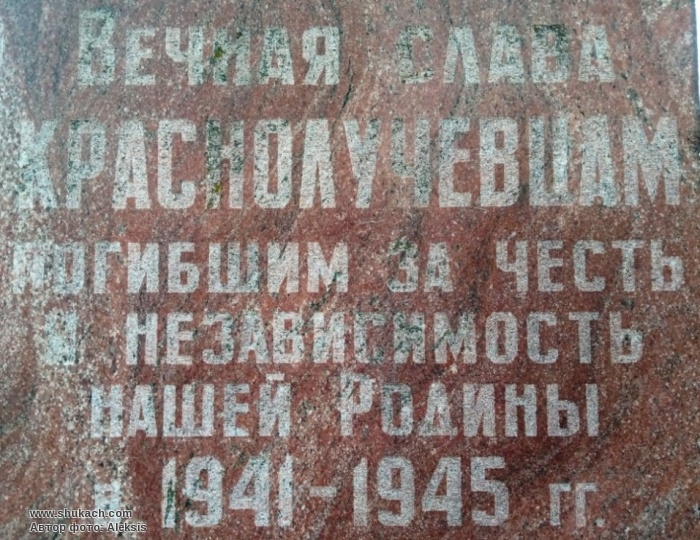 Вечная слава
КРАСНОЛУЧЕВЦАМ
ПОГИБШИМ ЗА ЧЕСТЬ
И НЕЗАВИСИМОСТЬ
НАШЕЙ РОДИНЫ
в 1941-1945 гг.
www.shukach.com
Автор фото: Aleksis